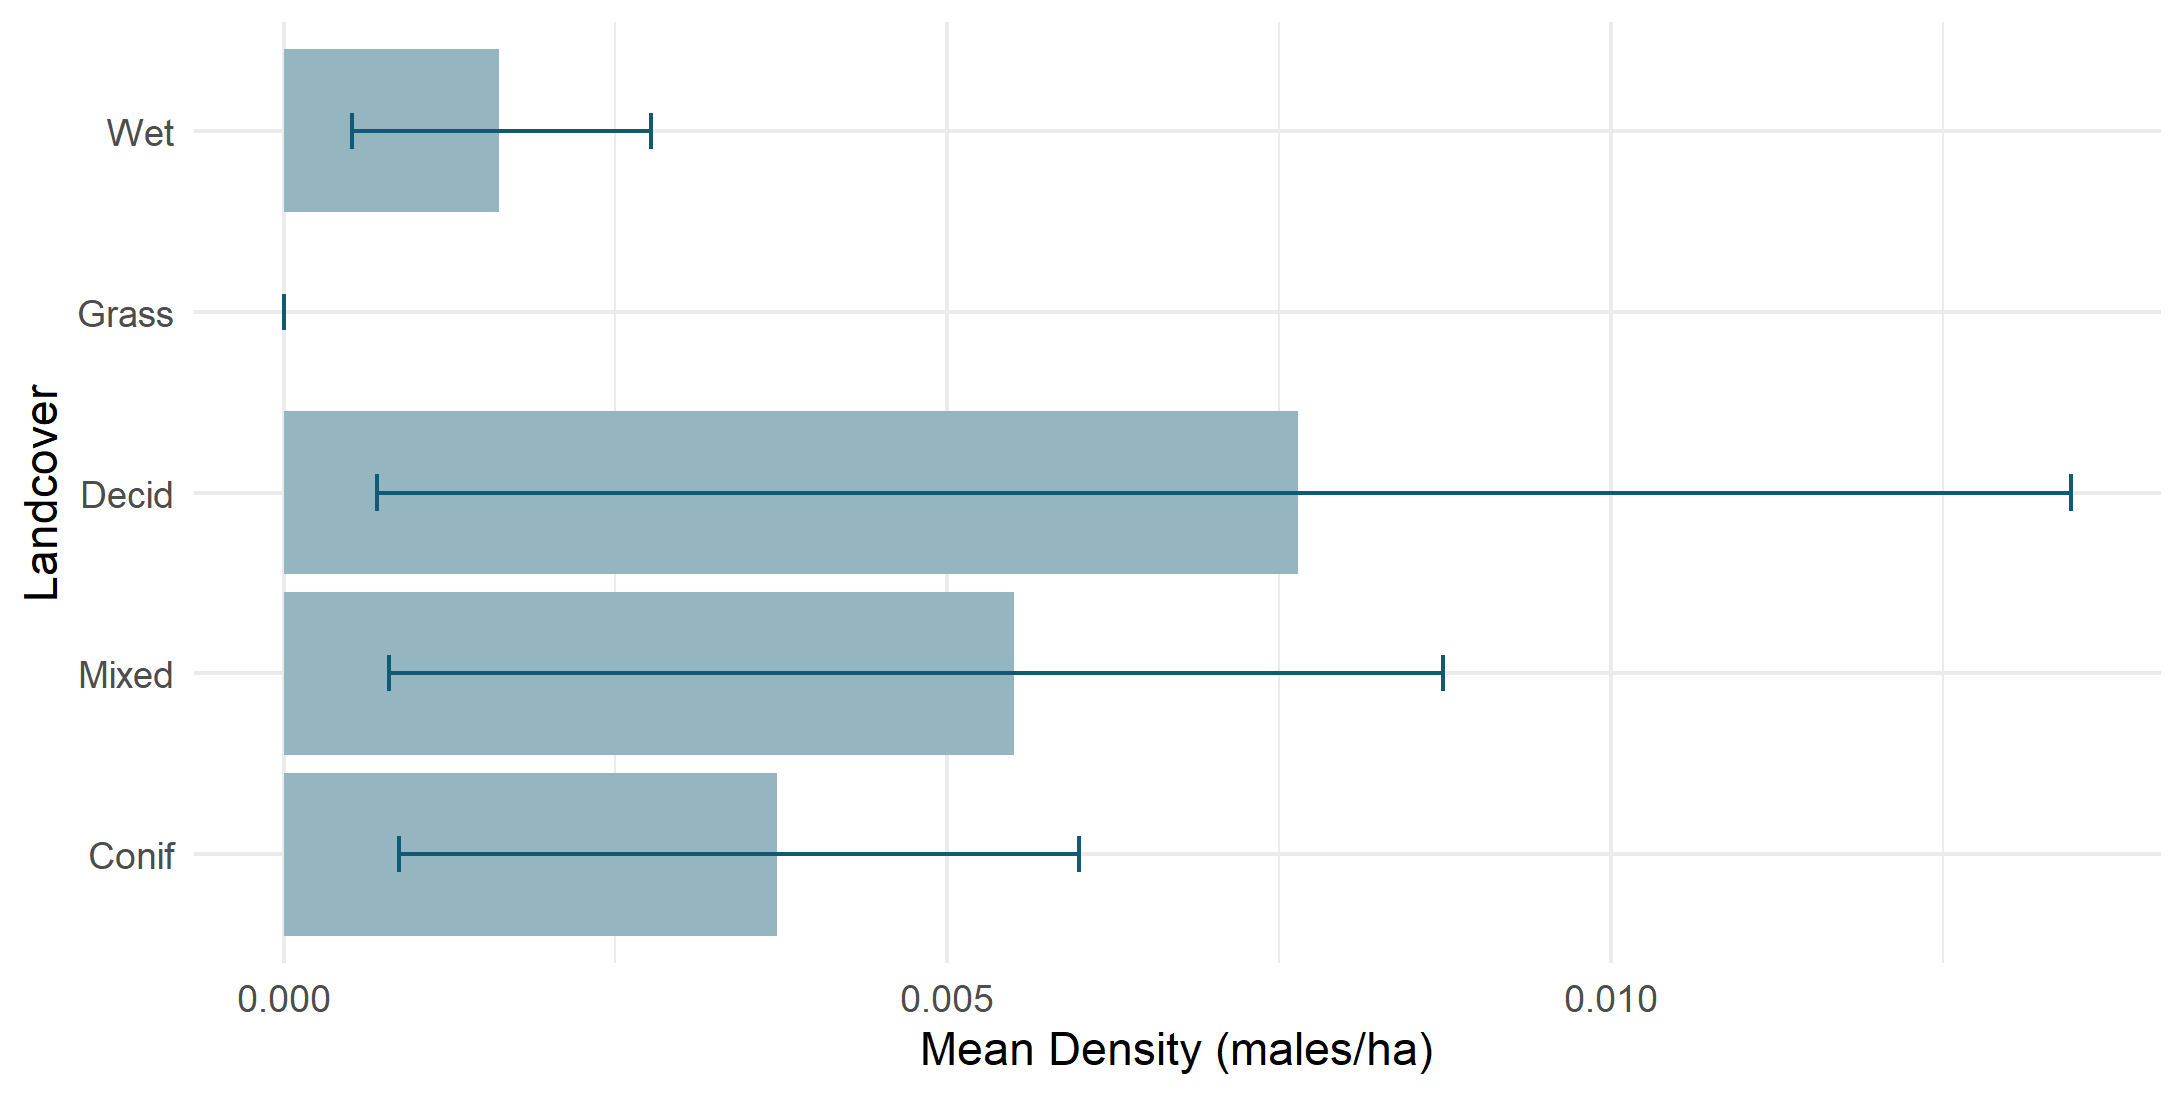 Wet
Grass
Decid
Mixed
Conif
Landcover
0.000 0.005 0.010
Mean Density (males/ha)